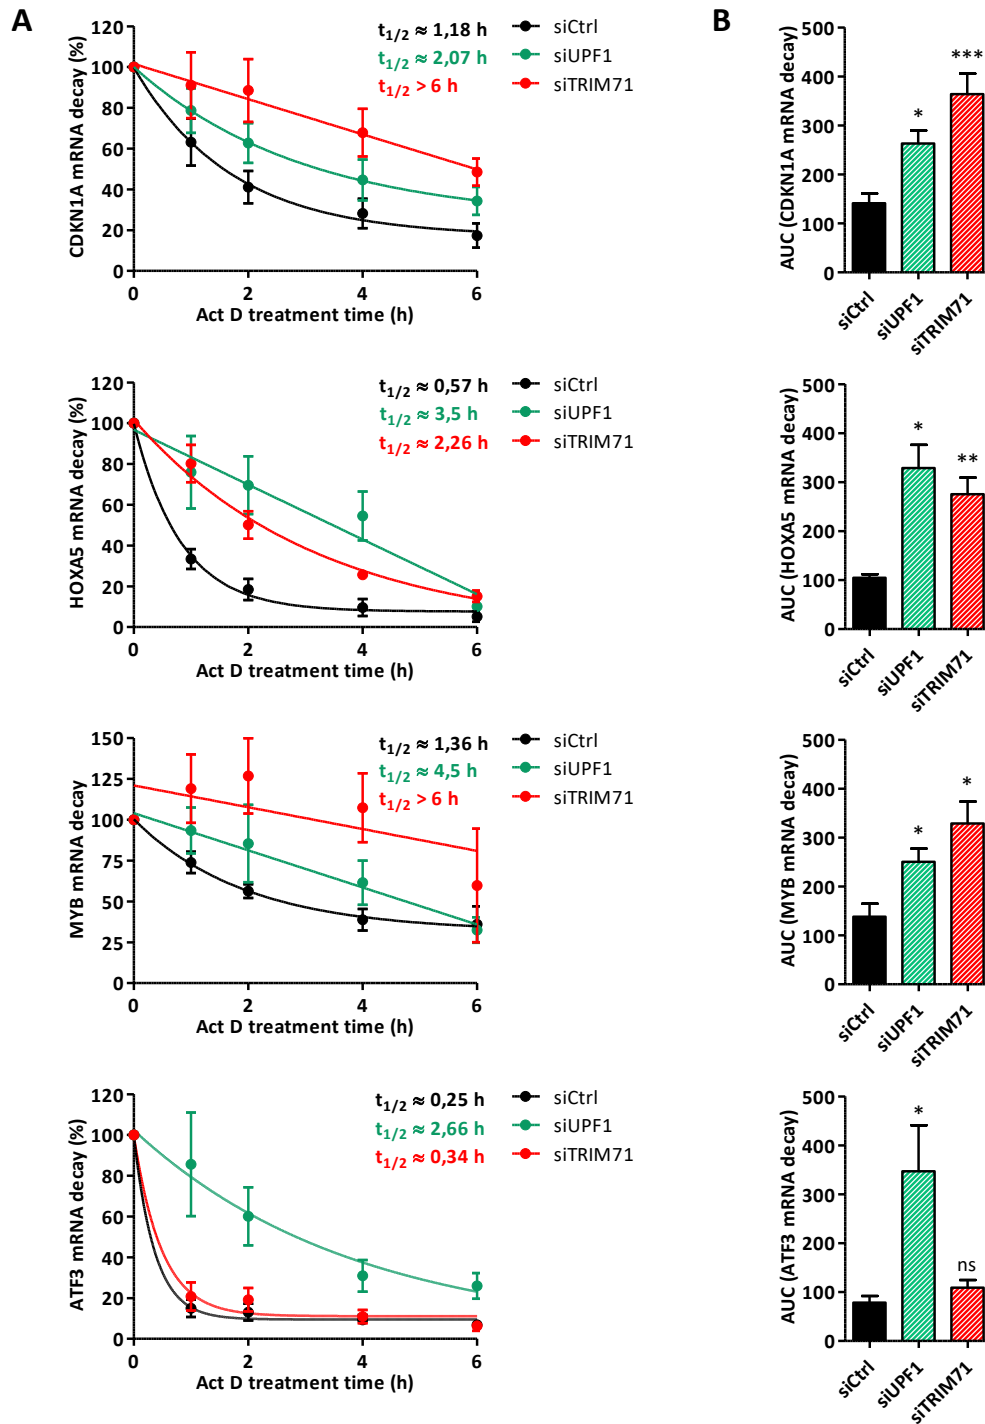 A
B
t1/2 ≈ 1,18 h
siCtrl
t1/2 ≈ 2,07 h
siUPF1
t1/2 > 6 h
siTRIM71
CDKN1A mRNA decay (%)
120
100
80
60
40
20
0
0 2 4 6
Act D treatment time (h)
AUC (CDKN1A mRNA decay)
500
400
300
200
100
0
*
***
siCtrl
siUPF1
siTRIM71
t1/2 ≈ 0,57 h
siCtrl
t1/2 ≈ 3,5 h
siUPF1
t1/2 ≈ 2,26 h
siTRIM71
HOXA5 mRNA decay (%)
120
100
80
60
40
20
0
0 2 4 6
Act D treatment time (h)
AUC (HOXA5 mRNA decay)
500
400
300
200
100
0
*
**
siCtrl
siUPF1
siTRIM71
t1/2 ≈ 1,36 h
siCtrl
t1/2 ≈ 4,5 h
siUPF1
t1/2 > 6 h
siTRIM71
MYB mRNA decay
150
125
100
75
50
25
0
0 2 4 6
Act D treatment time (h)
AUC (MYB mRNA decay)
500
400
300
200
100
0
*
*
siCtrl
siUPF1
siTRIM71
t1/2 ≈ 0,25 h
siCtrl
t1/2 ≈ 2,66 h
siUPF1
t1/2 ≈ 0,34 h
siTRIM71
ATF3 mRNA decay (%)
120
100
80
60
40
20
0
0 2 4 6
Act D treatment time (h)
AUC (ATF3 mRNA decay)
500
400
300
200
100
0
*
ns
siCtrl
siUPF1
siTRIM71